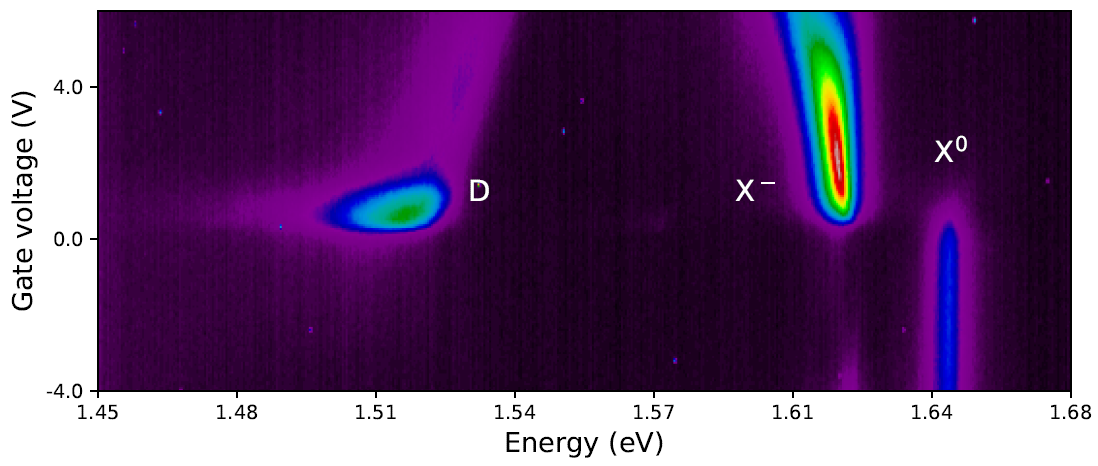 Gate voltage (V)
4.0
0.0
-4.0
D
X⁻
X⁰
1.45 1.48 1.51 1.54 1.57 1.61 1.64 1.68
Energy (eV)